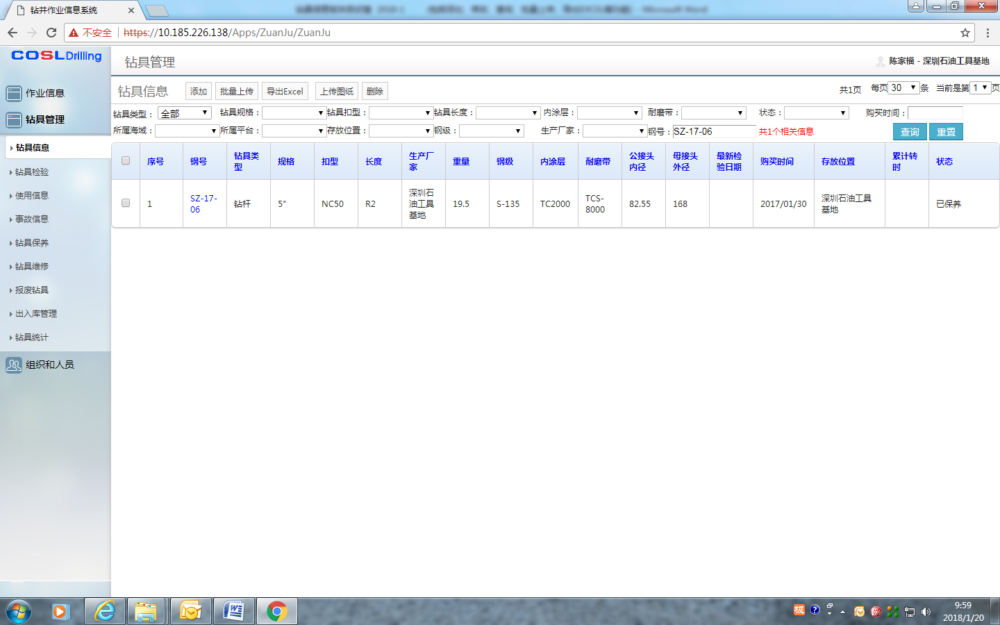 钻井作业信息系统
不安全 https://10.185.226.138/Apps/ZuanJu/ZuanJu
COSL Drilling
钻具管理
陈家福 - 深圳石油工具基地
作业信息
钻具管理
钻具信息
钻具检验
使用信息
事故信息
钻具保养
钻具维修
报废钻具
出入库管理
钻具统计
组织和人员
钻具信息 添加 批量上传 导出Excel 上传图纸 删除 共1页 每页 30 条 当前是第 1 页
钻具类型: 全部 钻具规格: 钻具扣型: 钻具长度: 内涂层: 耐磨带: 状态: 购买时间:
所属海域: 所属平台: 存放位置: 钢级: 生产厂家: 钢号: SZ-17-06 共1个相关信息 查询 重置
序号 钢号 钻具类型 规格 扣型 长度 生产厂家 重量 钢级 内涂层 耐磨带 公接头内径 母接头外径 最新检验日期 购买时间 存放位置 累计转时 状态
1 SZ-17-06 钻杆 5" NC50 R2 深圳石油工具基地 19.5 S-135 TC2000 TCS-8000 82.55 168 2017/01/30 深圳石油工具基地 已保养
9:59
2018/1/20